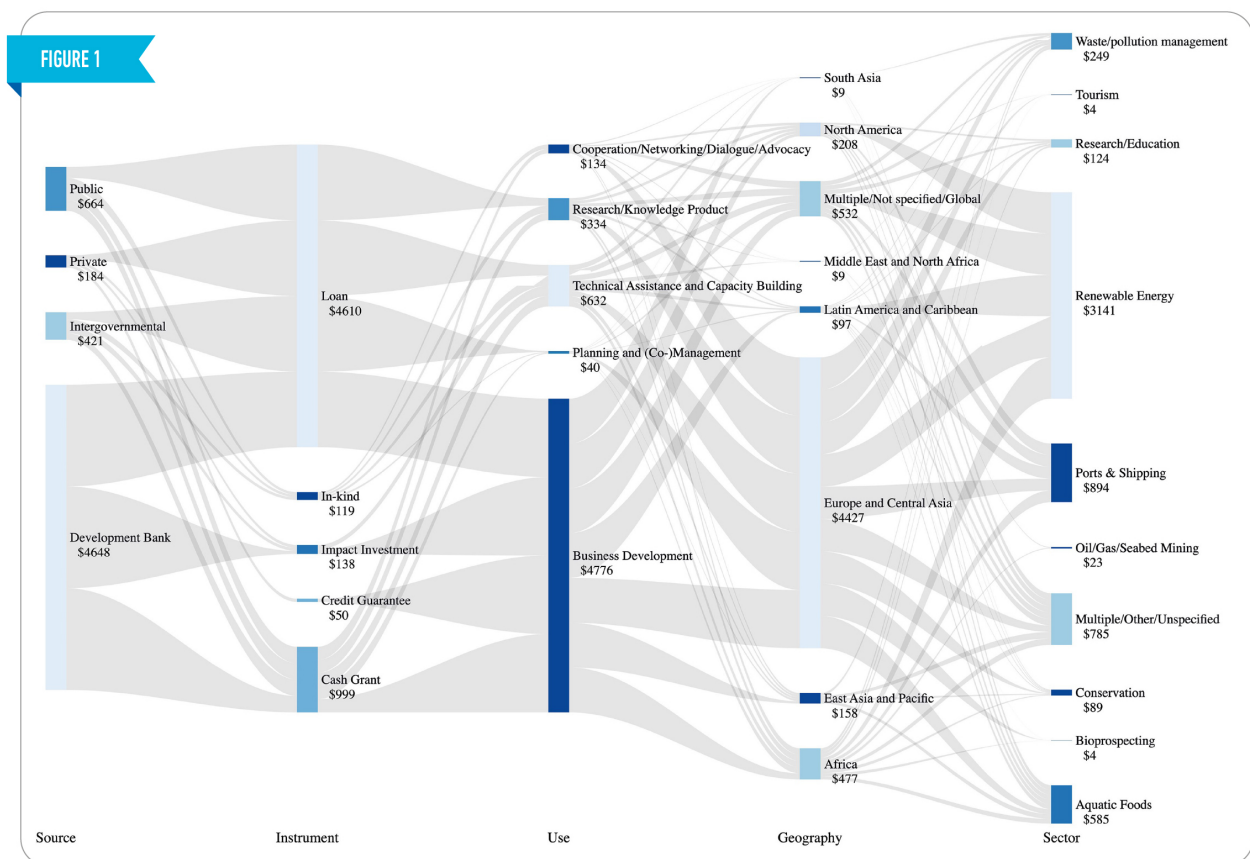 FIGURE 1
Public
$664
Private
$184
Intergovernmental
$421
Development Bank
$4648
Source
Loan
$4610
In-kind
$119
Impact Investment
$138
Credit Guarantee
$50
Cash Grant
$999
Instrument
Cooperation/Networking/Dialogue/Advocacy
$134
Research/Knowledge Product
$334
Technical Assistance and Capacity Building
$632
Planning and (Co-)Management
$40
Business Development
$4776
Use
South Asia
$9
North America
$208
Multiple/Not specified/Global
$532
Middle East and North Africa
$9
Latin America and Caribbean
$97
Europe and Central Asia
$4427
East Asia and Pacific
$158
Africa
$477
Geography
Waste/pollution management
$249
Tourism
$4
Research/Education
$124
Renewable Energy
$3141
Ports & Shipping
$894
Oil/Gas/Seabed Mining
$23
Multiple/Other/Unspecified
$785
Conservation
$89
Bioprospecting
$4
Aquatic Foods
$585
Sector